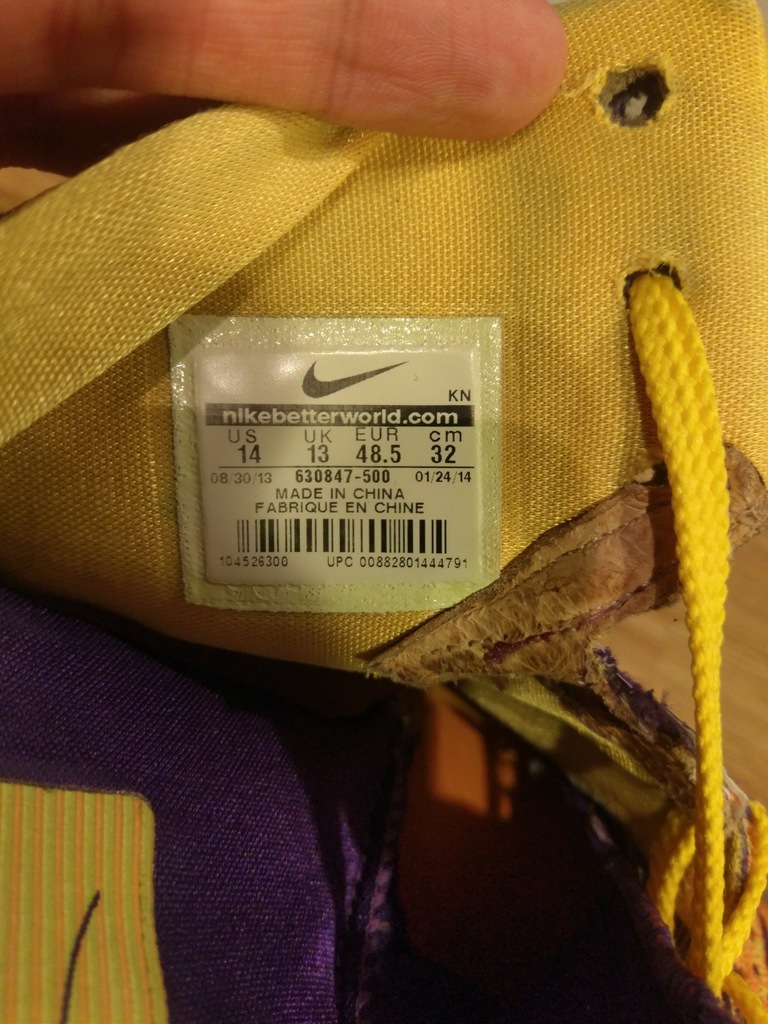 KN
nikebetterworld.com
US UK EUR cm
14 13 48.5 32
08/30/13 630847-500 01/24/14
MADE IN CHINA
FABRIQUE EN CHINE
104526300 UPC 00882801444791